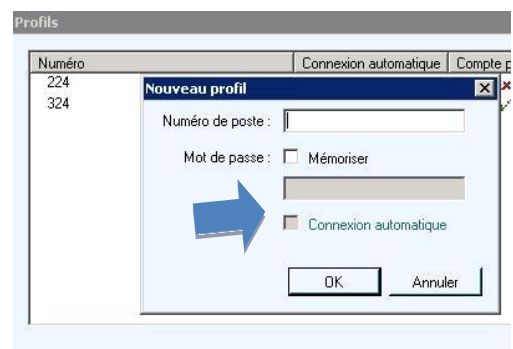 Profils
Numéro Connexion automatique Compte p
224
324
Nouveau profil
Numéro de poste :
Mot de passe : Mémoriser
Connexion automatique
OK Annuler